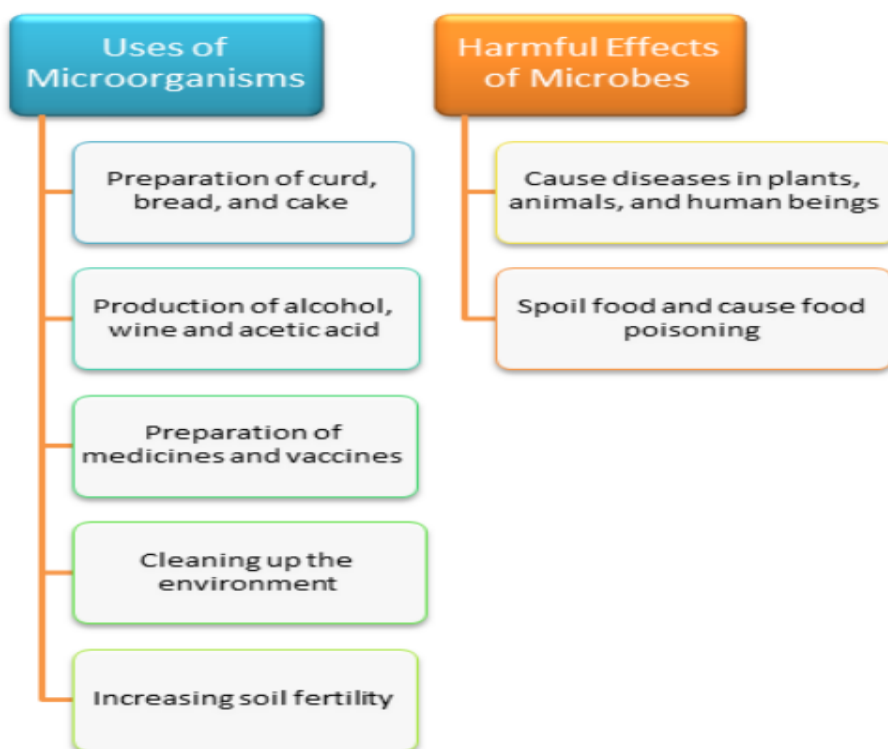 Uses of
Microorganisms
Preparation of curd,
bread, and cake
Production of alcohol,
wine and acetic acid
Preparation of
medicines and vaccines
Cleaning up the
environment
Increasing soil fertility
Harmful Effects
of Microbes
Cause diseases in plants,
animals, and human beings
Spoil food and cause food
poisoning